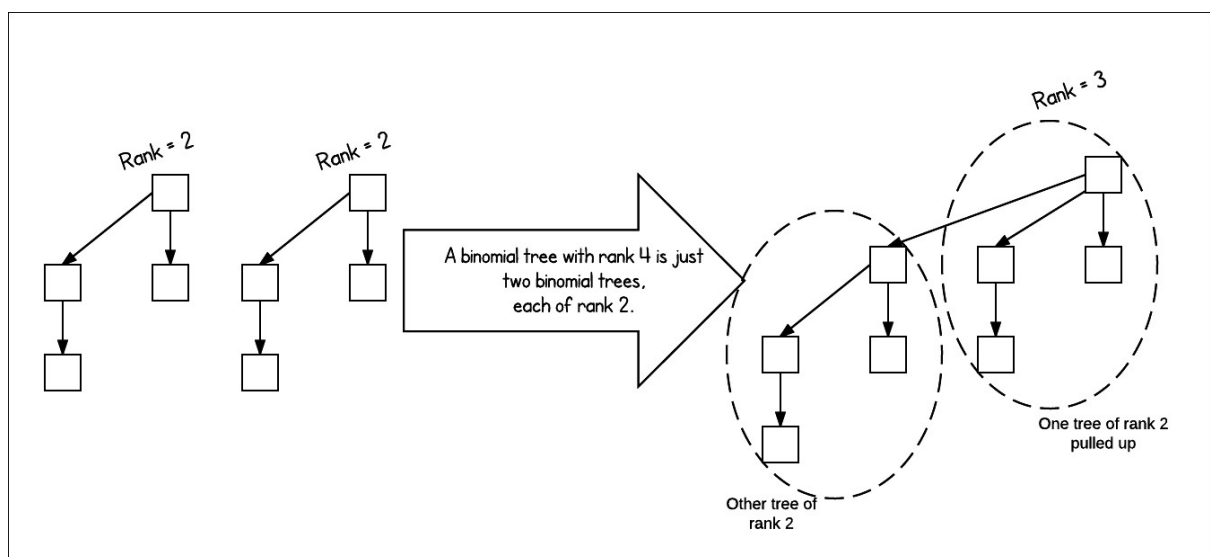 Rank = 2
Rank = 2
A binomial tree with rank 4 is just
two binomial trees,
each of rank 2.
Rank = 3
One tree of rank 2
pulled up
Other tree of
rank 2